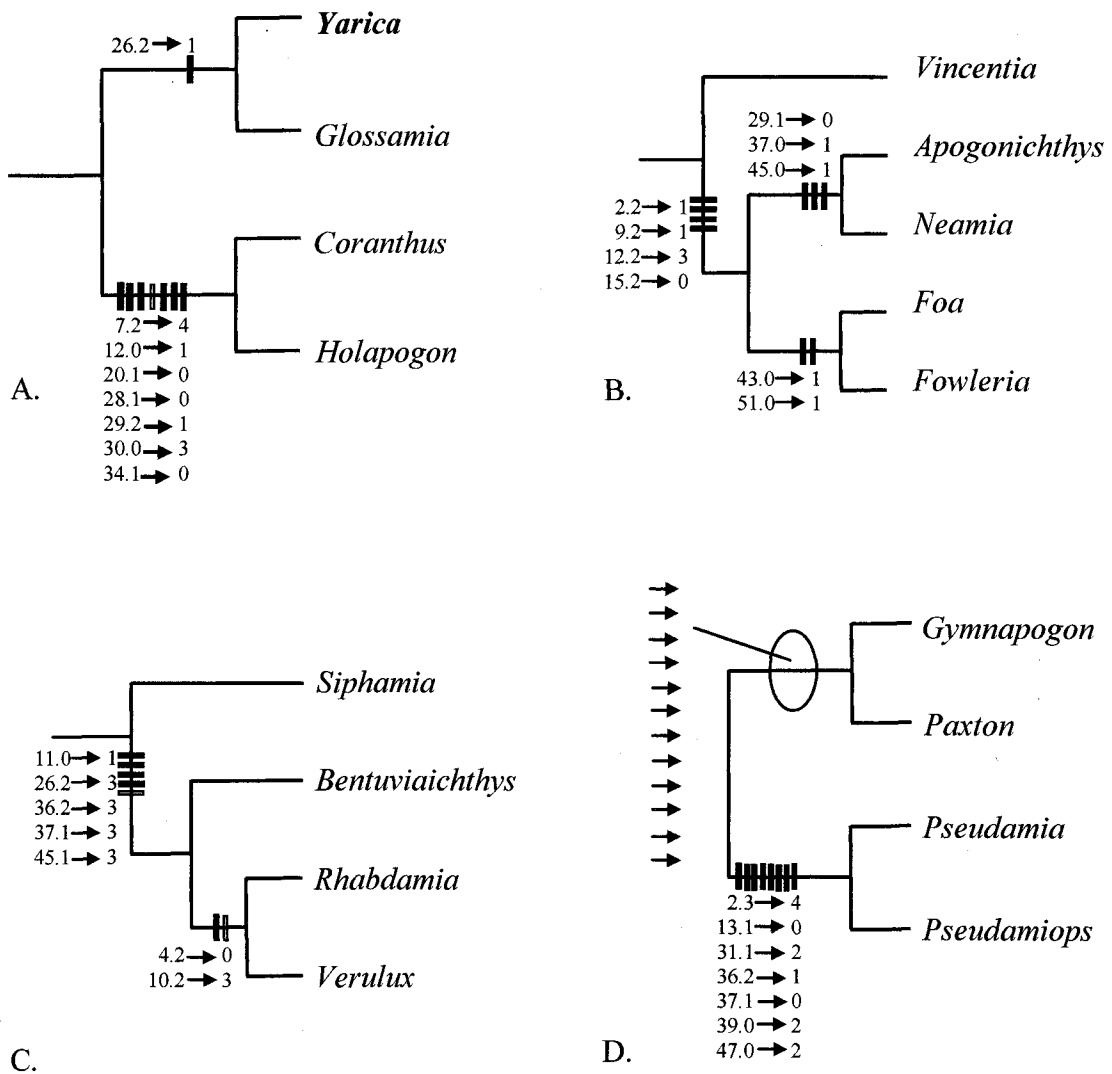 Yarica
26.2→1
Glossamia
Coranthus
7.2→4
12.0→1
20.1→0
28.1→0
29.2→1
30.0→3
34.1→0
Holapogon
A.
Vincentia
29.1→0
37.0→1
45.0→1
Apogonichthys
2.2→1
9.2→1
12.2→3
15.2→0
Neamia
Foa
43.0→1
51.0→1
Fowleria
B.
Siphamia
11.0→1
26.2→3
36.2→3
37.1→3
45.1→3
Bentuviaichthys
Rhabdamia
4.2→0
10.2→3
Verulux
C.
→
→
→
→
→
→
→
→
→
→
→
→
Gymnapogon
Paxton
Pseudamia
2.3→4
13.1→0
31.1→2
36.2→1
37.1→0
39.0→2
47.0→2
Pseudamiops
D.